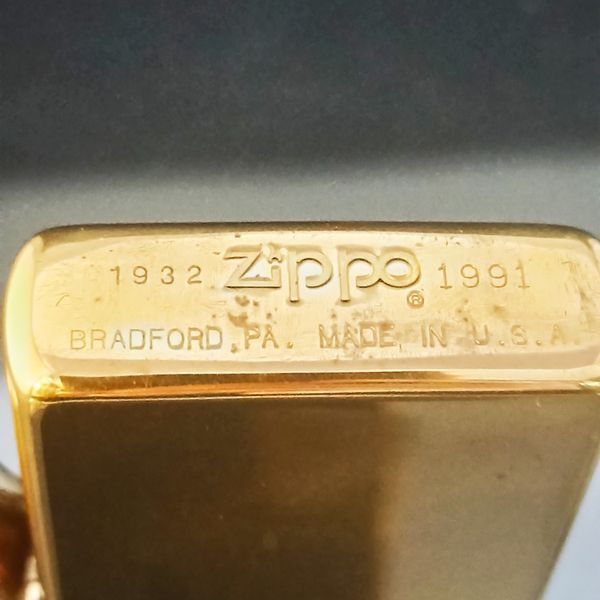 1932 Zippo ® 1991
BRADFORD, PA. MADE IN U.S.A.